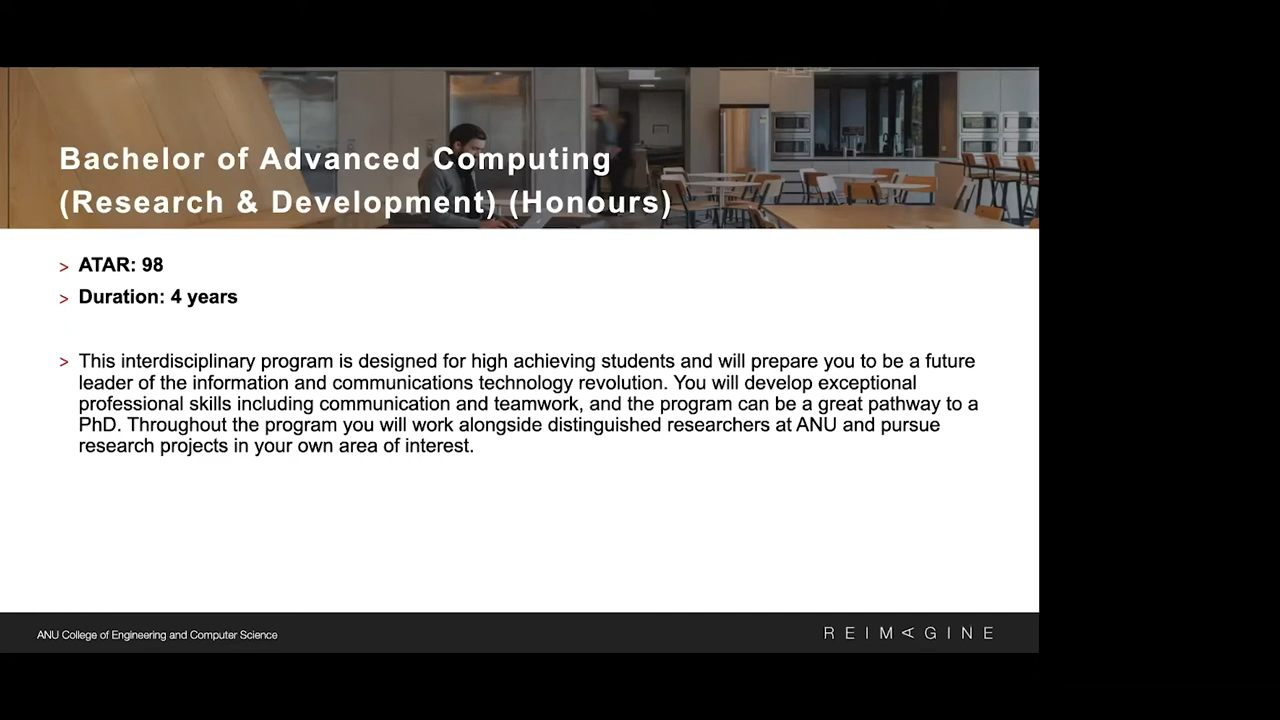 Bachelor of Advanced Computing
(Research & Development) (Honours)
> ATAR: 98
> Duration: 4 years
> This interdisciplinary program is designed for high achieving students and will prepare you to be a future
leader of the information and communications technology revolution. You will develop exceptional
professional skills including communication and teamwork, and the program can be a great pathway to a
PhD. Throughout the program you will work alongside distinguished researchers at ANU and pursue
research projects in your own area of interest.
ANU College of Engineering and Computer Science
REIMAGINE